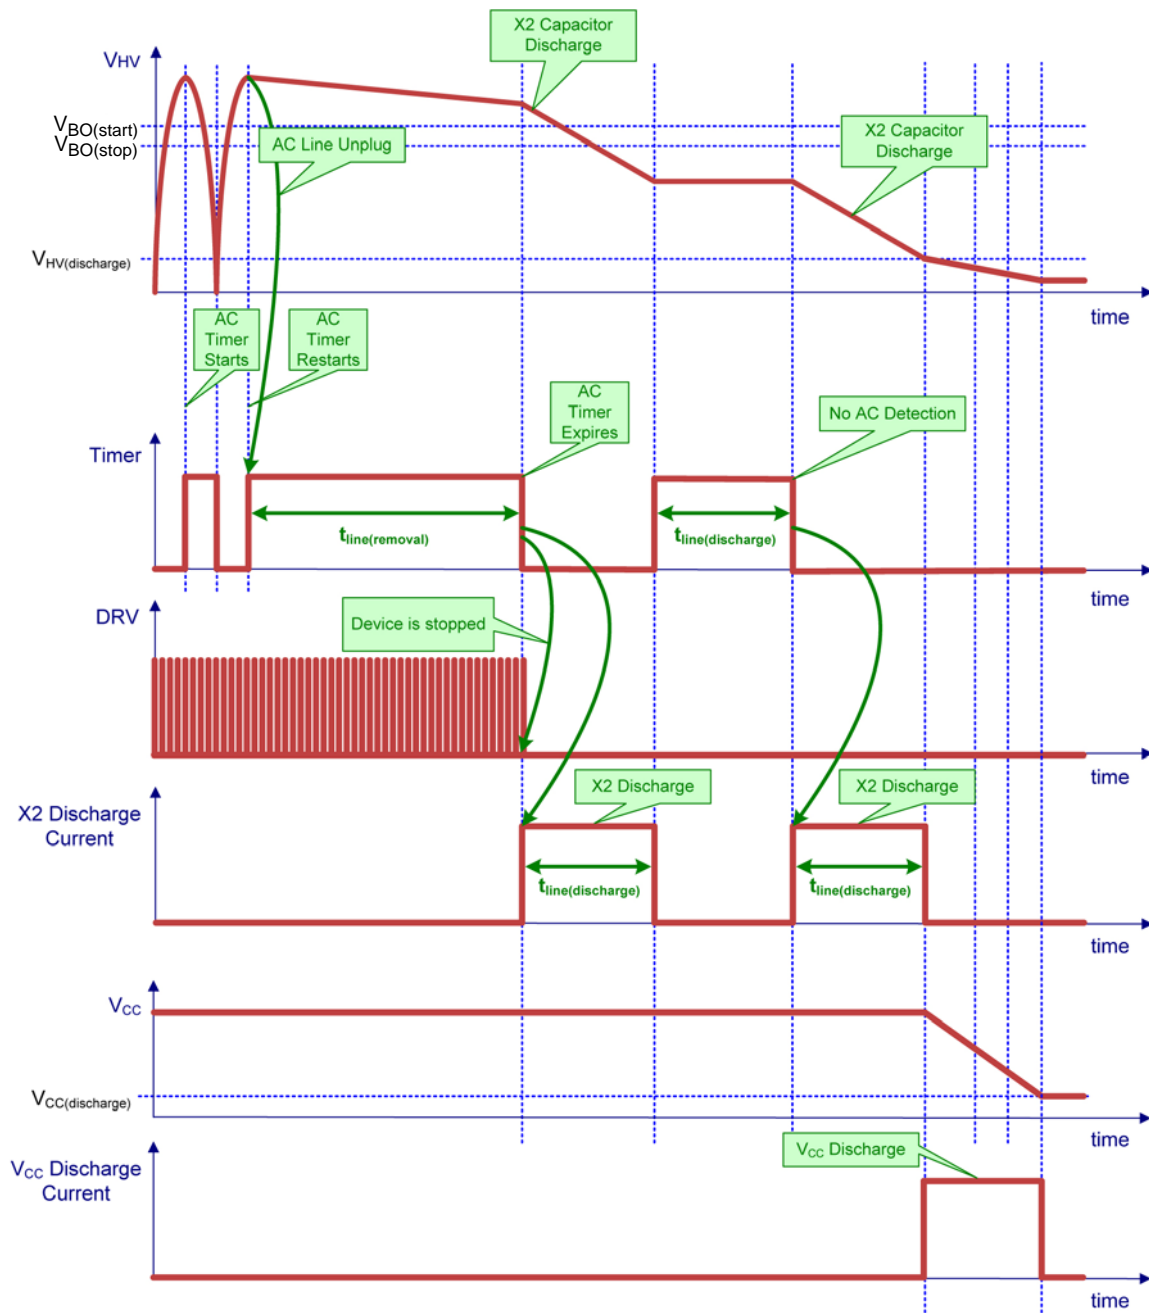 X2 Capacitor
Discharge
VHV
VBO(start)
VBO(stop)
AC Line Unplug
X2 Capacitor
Discharge
VHV(discharge)
time
AC
Timer
Starts
AC
Timer
Restarts
AC
Timer
Expires
No AC Detection
Timer
tline(removal)
tline(discharge)
time
DRV
Device is stopped
time
X2 Discharge
X2 Discharge
X2 Discharge
Current
tline(discharge)
tline(discharge)
time
VCC
VCC(discharge)
time
VCC Discharge
VCC Discharge
Current
time